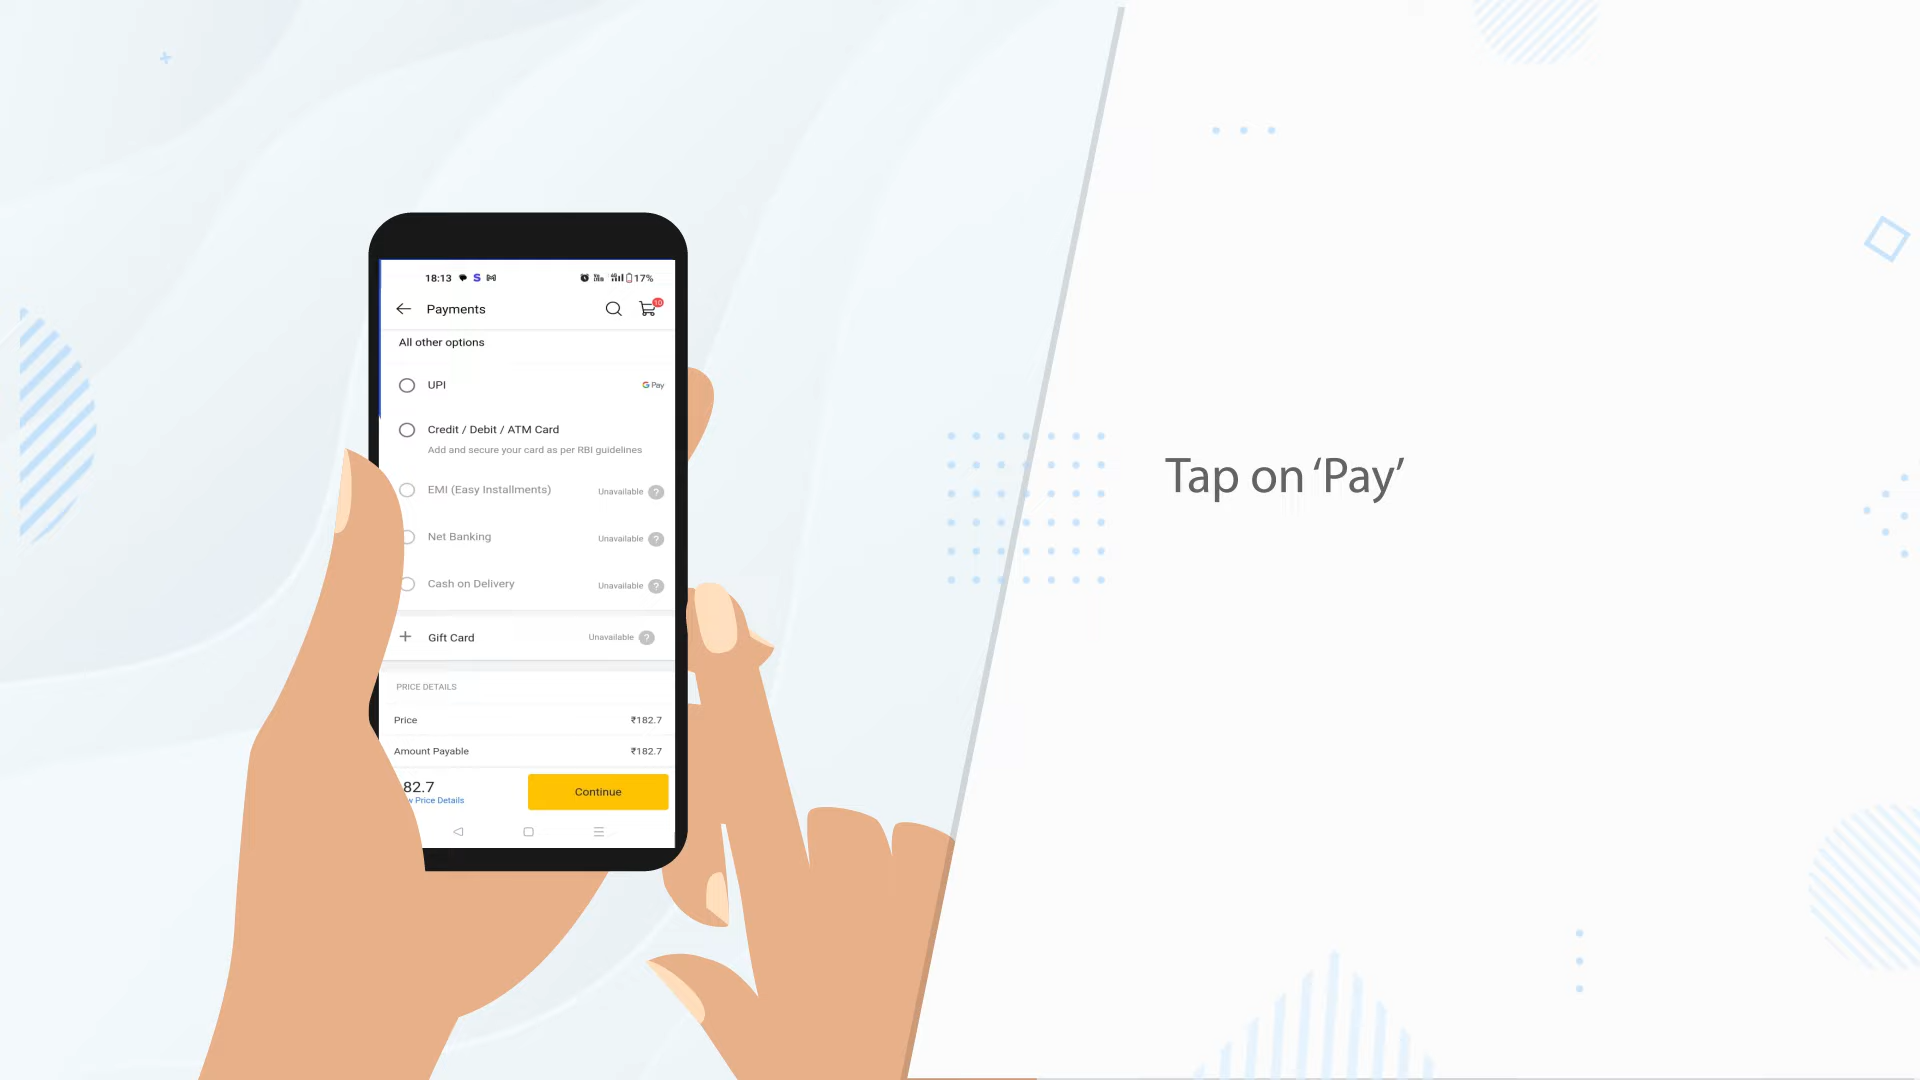 18:13 S 17%
Payments 10
All other options
UPI G Pay
Credit / Debit / ATM Card
Add and secure your card as per RBI guidelines
EMI (Easy Installments) Unavailable ?
Net Banking Unavailable ?
Cash on Delivery Unavailable ?
+ Gift Card Unavailable ?
PRICE DETAILS
Price ₹182.7
Amount Payable ₹182.7
82.7
w Price Details
Continue
Tap on ‘Pay’